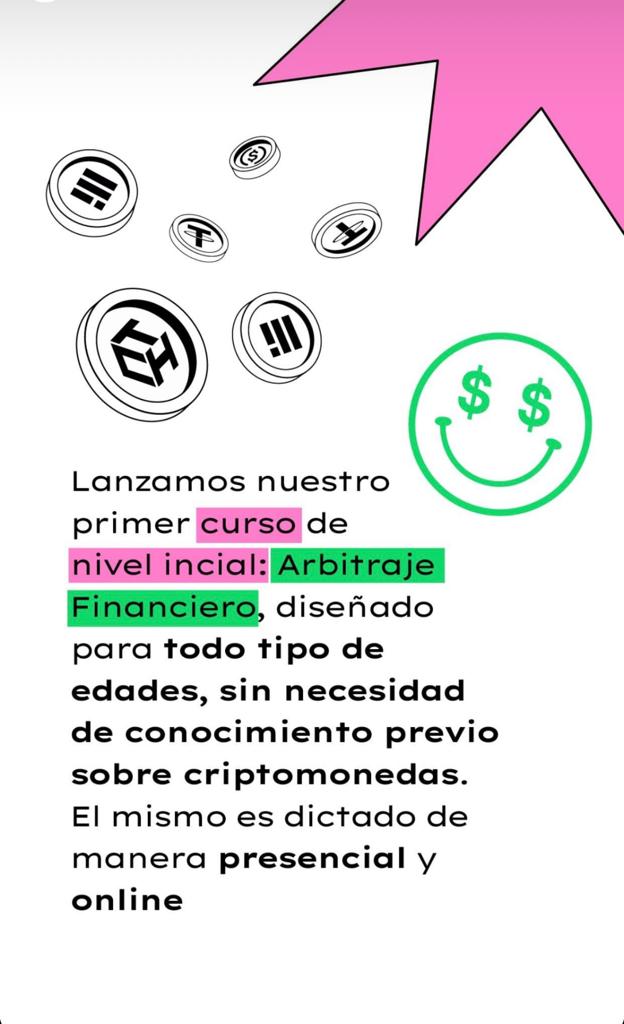 Lanzamos nuestro
primer curso de
nivel incial: Arbitraje
Financiero, diseñado
para todo tipo de
edades, sin necesidad
de conocimiento previo
sobre criptomonedas.
El mismo es dictado de
manera presencial y
online